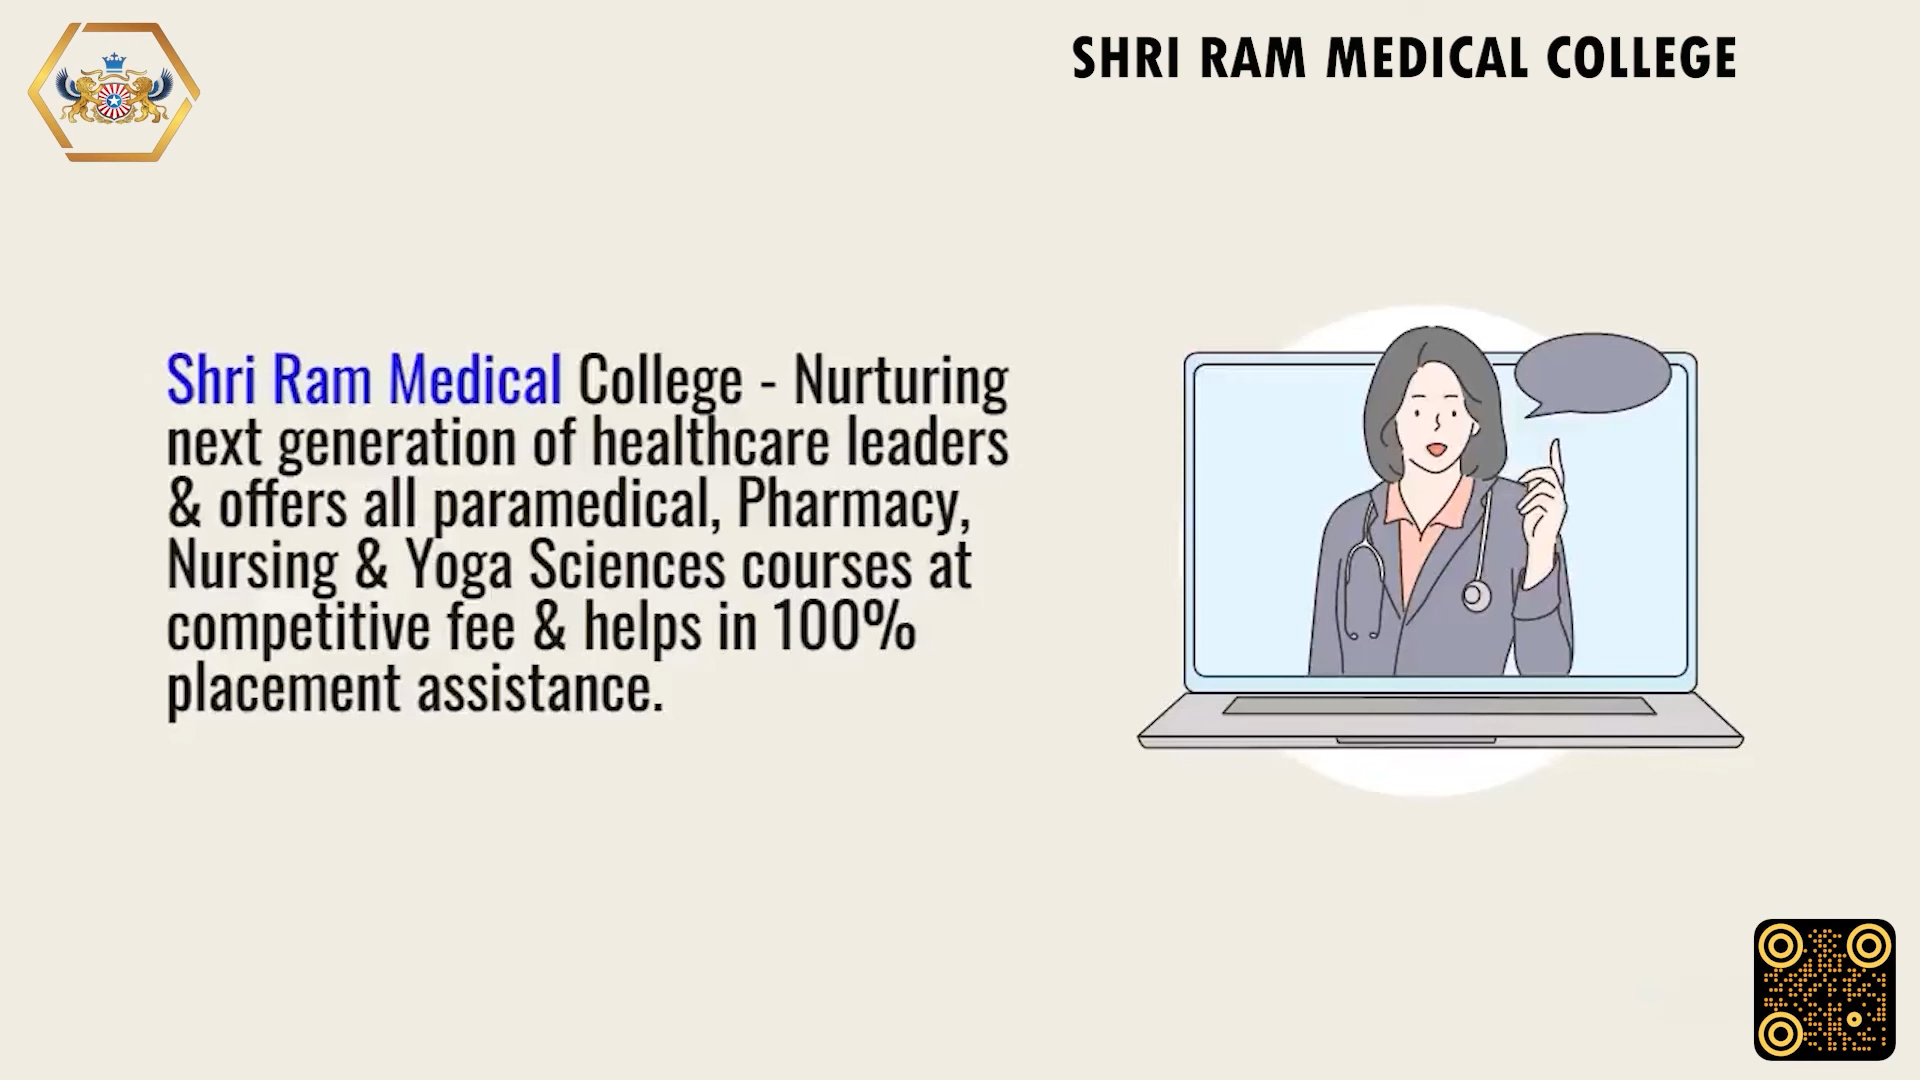 SHRI RAM MEDICAL COLLEGE
Shri Ram Medical College - Nurturing
next generation of healthcare leaders
& offers all paramedical, Pharmacy,
Nursing & Yoga Sciences courses at
competitive fee & helps in 100%
placement assistance.